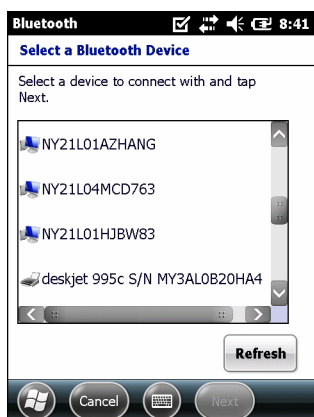 Bluetooth 8:41
Select a Bluetooth Device
Select a device to connect with and tap
Next.
NY21L01AZHANG
NY21L04MCD763
NY21L01HJBW83
deskjet 995c S/N MY3AL0B20HA4
Refresh
Cancel Next